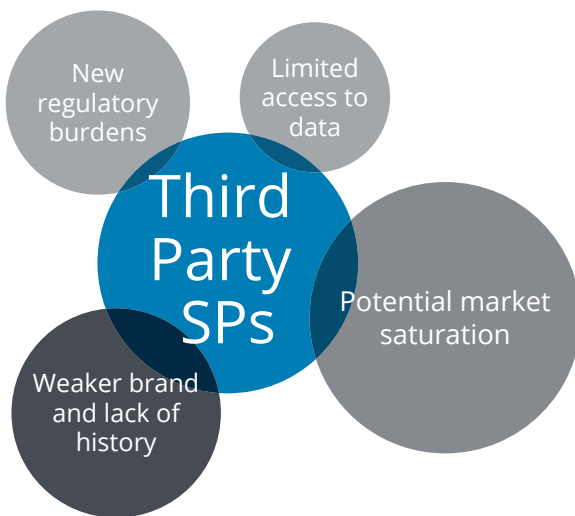 New
regulatory
burdens
Limited
access to
data
Third
Party
SPs
Potential market
saturation
Weaker brand
and lack of
history